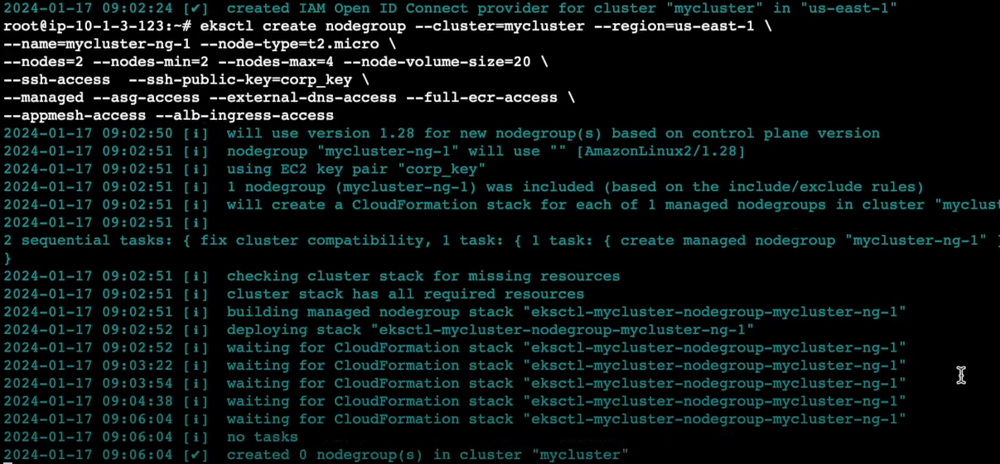 2024-01-17 09:02:24 [✔]  created IAM Open ID Connect provider for cluster "mycluster" in "us-east-1"
root@ip-10-1-3-123:~# eksctl create nodegroup --cluster=mycluster --region=us-east-1 \
--name=mycluster-ng-1 --node-type=t2.micro \
--nodes=2 --nodes-min=2 --nodes-max=4 --node-volume-size=20 \
--ssh-access  --ssh-public-key=corp_key \
--managed --asg-access --external-dns-access --full-ecr-access \
--appmesh-access --alb-ingress-access
2024-01-17 09:02:50 [ℹ]  will use version 1.28 for new nodegroup(s) based on control plane version
2024-01-17 09:02:51 [ℹ]  nodegroup "mycluster-ng-1" will use "" [AmazonLinux2/1.28]
2024-01-17 09:02:51 [ℹ]  using EC2 key pair "corp_key"
2024-01-17 09:02:51 [ℹ]  1 nodegroup (mycluster-ng-1) was included (based on the include/exclude rules)
2024-01-17 09:02:51 [ℹ]  will create a CloudFormation stack for each of 1 managed nodegroups in cluster "myclust
2024-01-17 09:02:51 [ℹ]
2 sequential tasks: { fix cluster compatibility, 1 task: { 1 task: { create managed nodegroup "mycluster-ng-1" }
}
2024-01-17 09:02:51 [ℹ]  checking cluster stack for missing resources
2024-01-17 09:02:51 [ℹ]  cluster stack has all required resources
2024-01-17 09:02:51 [ℹ]  building managed nodegroup stack "eksctl-mycluster-nodegroup-mycluster-ng-1"
2024-01-17 09:02:52 [ℹ]  deploying stack "eksctl-mycluster-nodegroup-mycluster-ng-1"
2024-01-17 09:02:52 [ℹ]  waiting for CloudFormation stack "eksctl-mycluster-nodegroup-mycluster-ng-1"
2024-01-17 09:03:22 [ℹ]  waiting for CloudFormation stack "eksctl-mycluster-nodegroup-mycluster-ng-1"
2024-01-17 09:03:54 [ℹ]  waiting for CloudFormation stack "eksctl-mycluster-nodegroup-mycluster-ng-1"
2024-01-17 09:04:38 [ℹ]  waiting for CloudFormation stack "eksctl-mycluster-nodegroup-mycluster-ng-1"
2024-01-17 09:06:04 [ℹ]  waiting for CloudFormation stack "eksctl-mycluster-nodegroup-mycluster-ng-1"
2024-01-17 09:06:04 [ℹ]  no tasks
2024-01-17 09:06:04 [✔]  created 0 nodegroup(s) in cluster "mycluster"